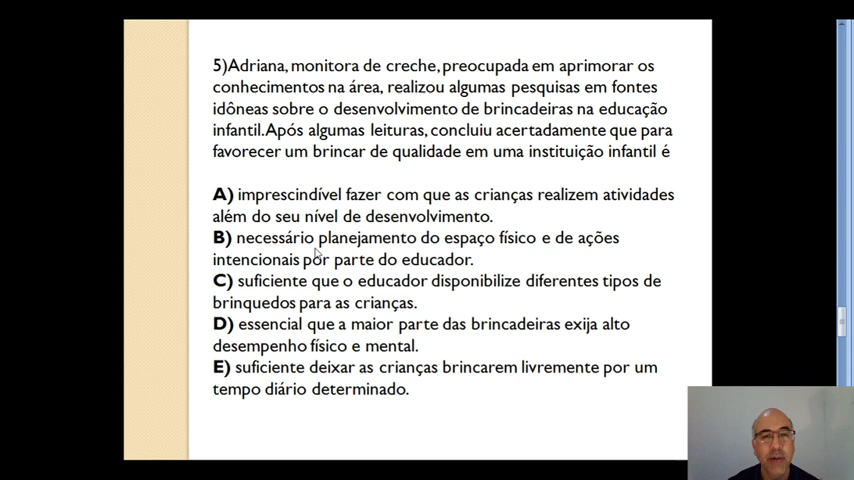 5)Adriana, monitora de creche, preocupada em aprimorar os
conhecimentos na área, realizou algumas pesquisas em fontes
idôneas sobre o desenvolvimento de brincadeiras na educação
infantil. Após algumas leituras, concluiu acertadamente que para
favorecer um brincar de qualidade em uma instituição infantil é
A) imprescindível fazer com que as crianças realizem atividades
além do seu nível de desenvolvimento.
B) necessário planejamento do espaço físico e de ações
intencionais por parte do educador.
C) suficiente que o educador disponibilize diferentes tipos de
brinquedos para as crianças.
D) essencial que a maior parte das brincadeiras exija alto
desempenho físico e mental.
E) suficiente deixar as crianças brincarem livremente por um
tempo diário determinado.